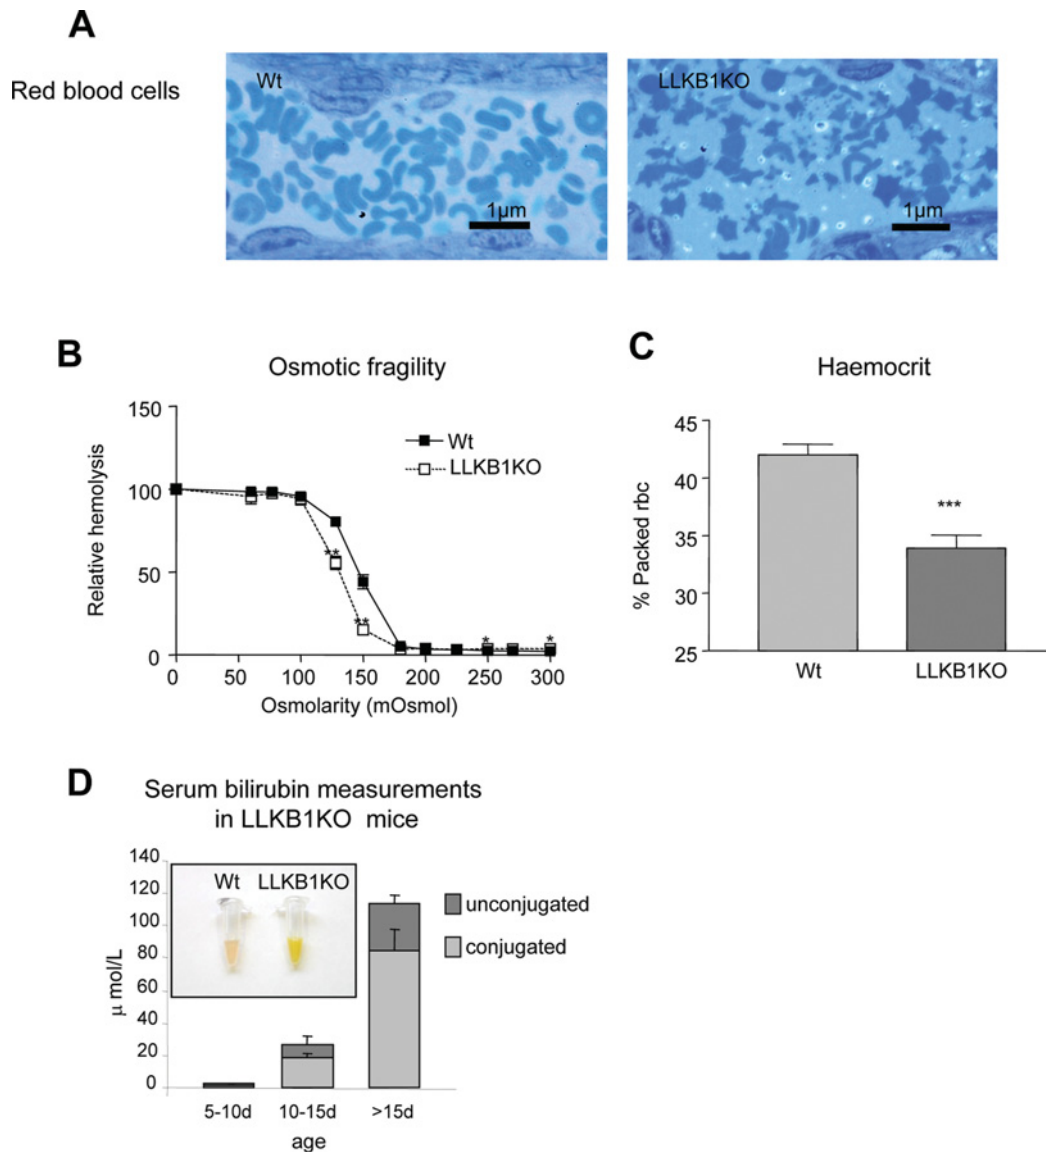 A
Red blood cells
Wt
LLKB1KO
1µm
1µm
B
Osmotic fragility
150
100
50
0
Relative hemolysis
Wt
LLKB1KO
**
**
*
*
0 50 100 150 200 250 300
Osmolarity (mOsmol)
C
Haemocrit
45
40
35
30
25
% Packed rbc
***
Wt LLKB1KO
D
Serum bilirubin measurements
in LLKB1KO mice
140
120
100
80
60
40
20
0
µ mol/L
Wt LLKB1KO
unconjugated
conjugated
5-10d 10-15d >15d
age